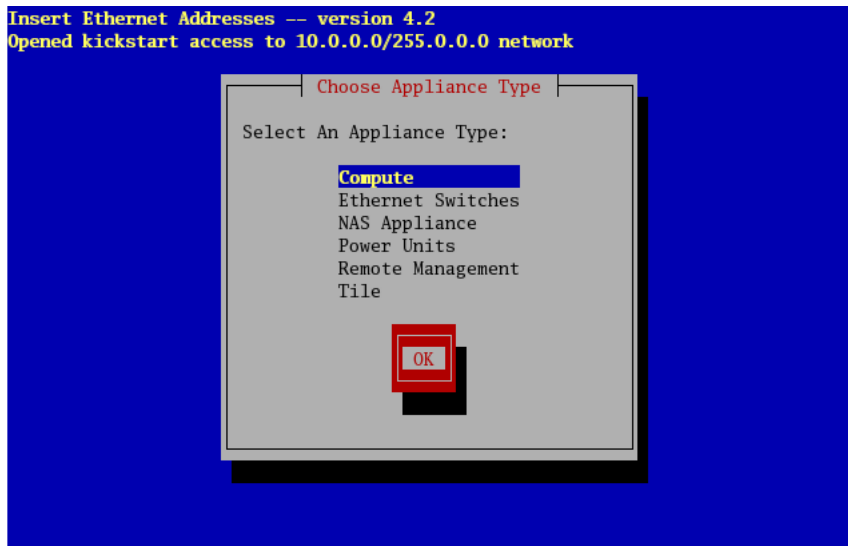 Insert Ethernet Addresses -- version 4.2
Opened kickstart access to 10.0.0.0/255.0.0.0 network
Choose Appliance Type
Select An Appliance Type:
Compute
Ethernet Switches
NAS Appliance
Power Units
Remote Management
Tile
OK